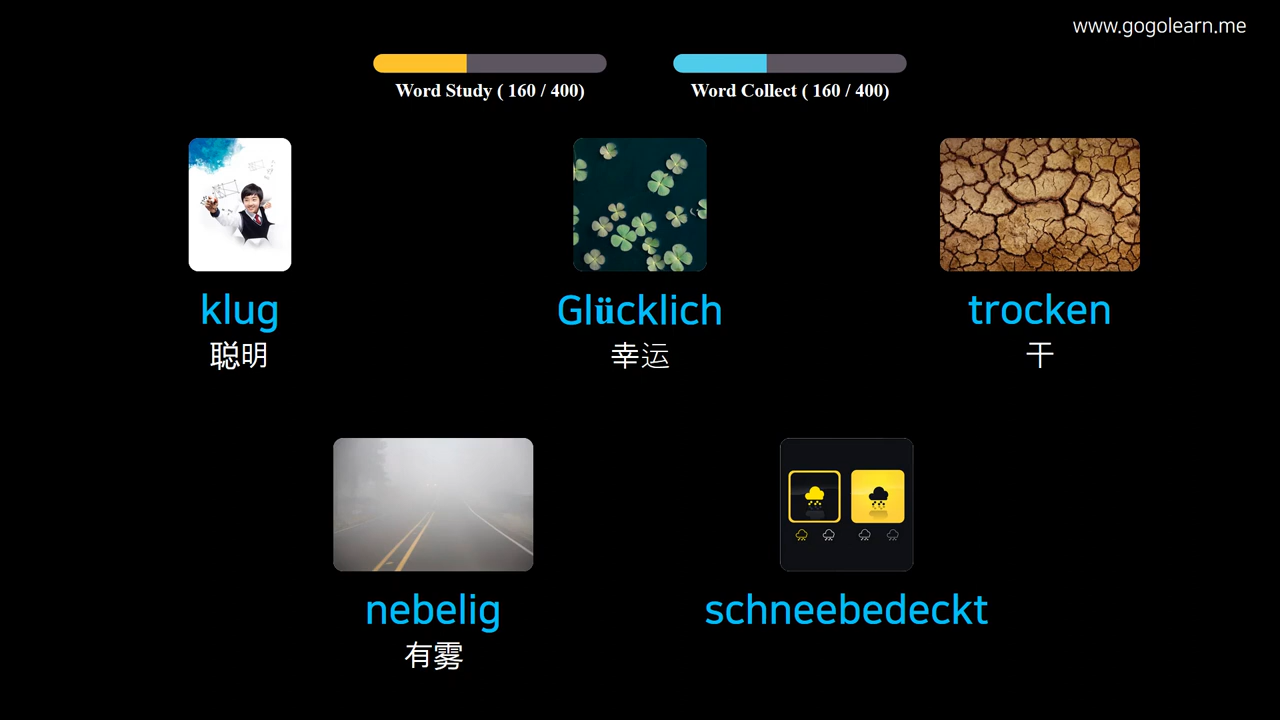 www.gogolearn.me
Word Study ( 160 / 400)
Word Collect ( 160 / 400)
klug
聪明
Glücklich
幸运
trocken
干
nebelig
有雾
schneebedeckt